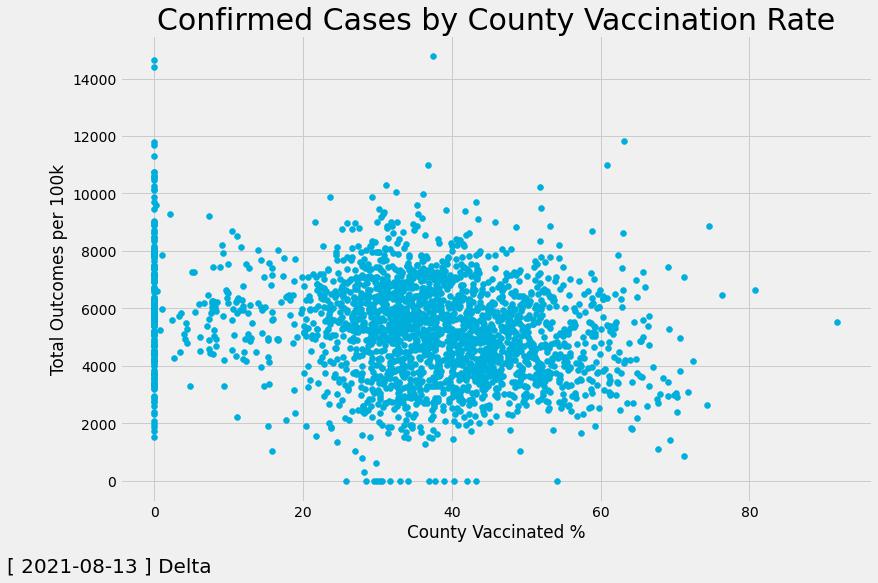 Confirmed Cases by County Vaccination Rate
Total Outcomes per 100k
14000
12000
10000
8000
6000
4000
2000
0
0 20 40 60 80
County Vaccinated %
[ 2021-08-13 ] Delta